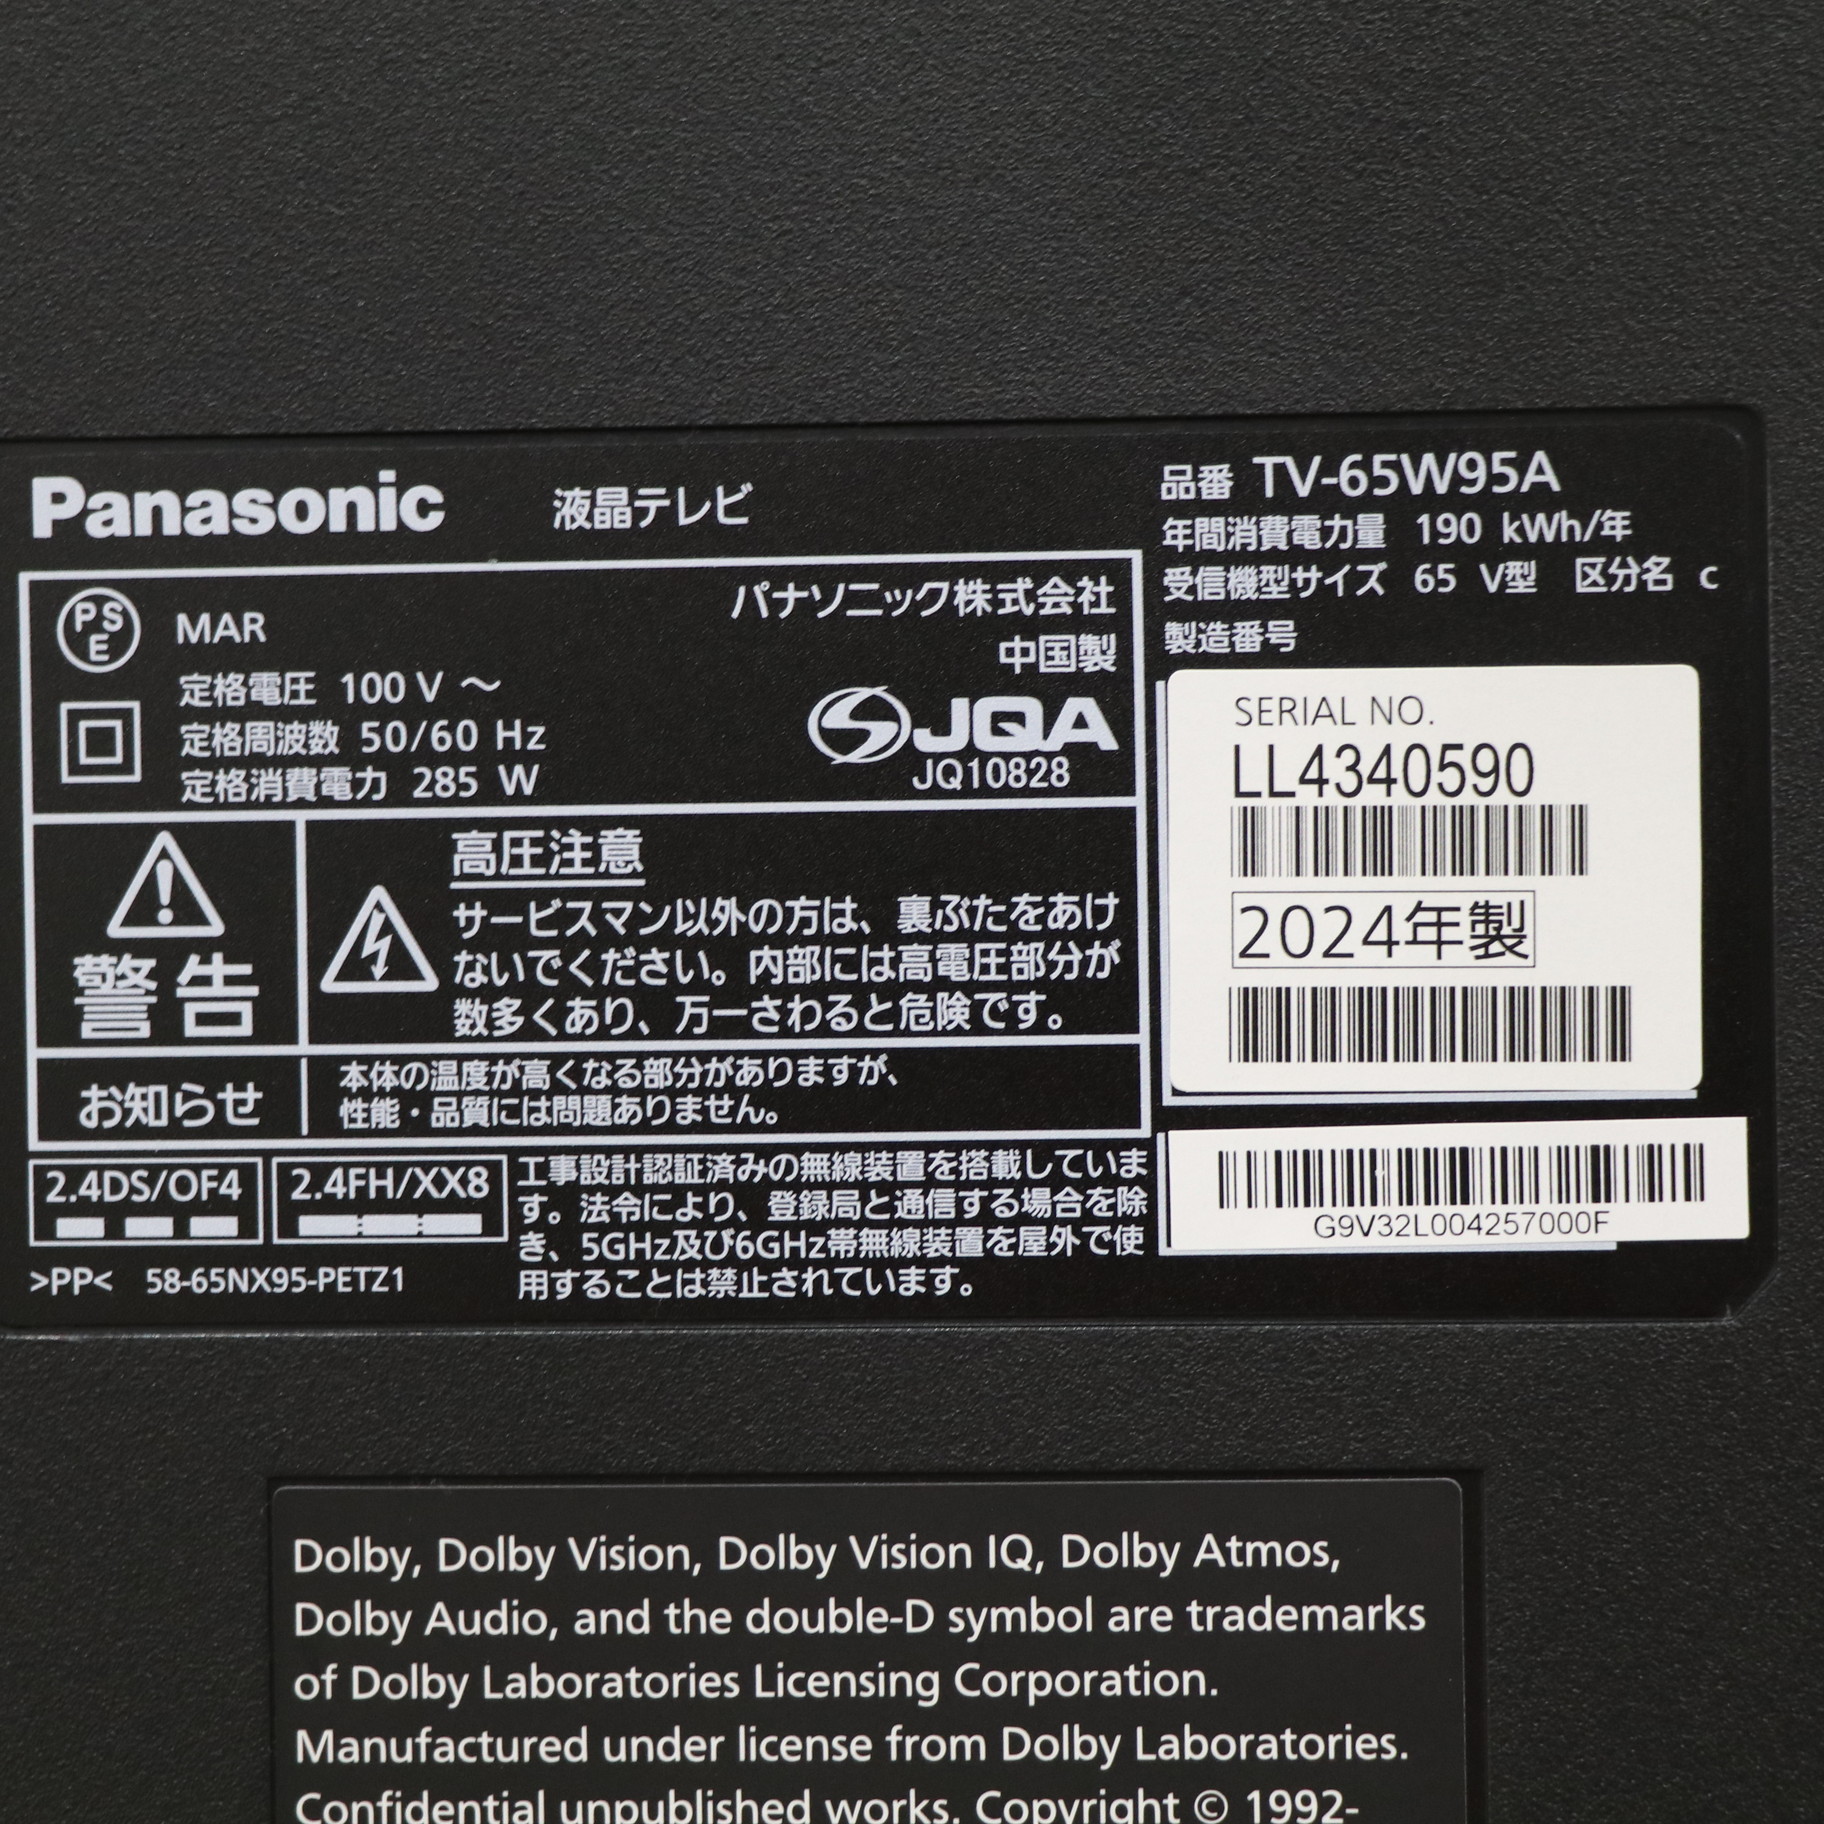 Panasonic 液晶テレビ
PS
E
MAR
定格電圧 100 V ～
定格周波数 50/60 Hz
定格消費電力 285 W
パナソニック株式会社
中国製
JQA
JQ10828
警告
高圧注意
サービスマン以外の方は、裏ぶたをあけ
ないでください。内部には高電圧部分が
数多くあり、万一さわると危険です。
お知らせ
本体の温度が高くなる部分がありますが、
性能・品質には問題ありません。
2.4DS/OF4
2.4FH/XX8
>PP< 58-65NX95-PETZ1
工事設計認証済みの無線装置を搭載していま
す。法令により、登録局と通信する場合を除
き、5GHz及び6GHz帯無線装置を屋外で使
用することは禁止されています。
品番 TV-65W95A
年間消費電力量 190 kWh/年
受信機型サイズ 65 V型 区分名 c
製造番号
SERIAL NO.
LL4340590
2024年製
G9V32L004257000F
Dolby, Dolby Vision, Dolby Vision IQ, Dolby Atmos,
Dolby Audio, and the double-D symbol are trademarks
of Dolby Laboratories Licensing Corporation.
Manufactured under license from Dolby Laboratories.
Confidential unpublished works. Copyright © 1992-